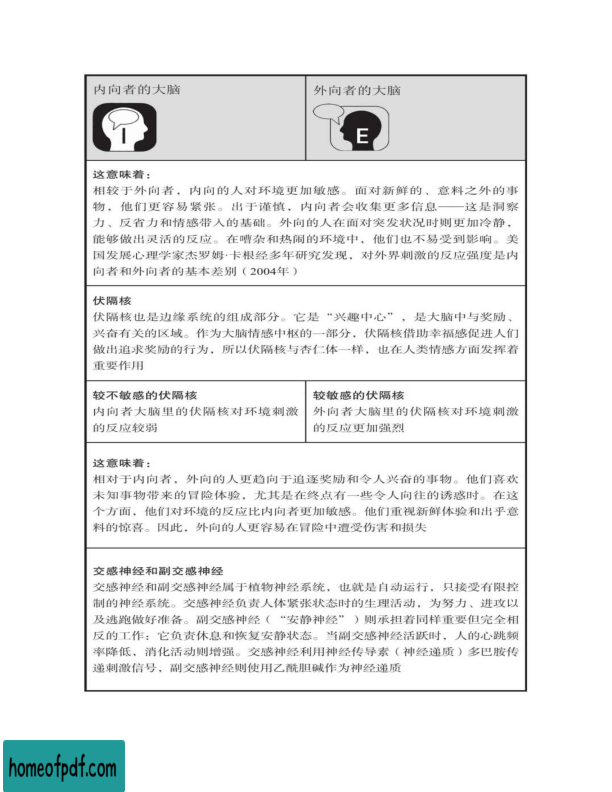 内向者的大脑
外向者的大脑
I
E
这意味着：
相较于外向者，内向的人对环境更加敏感。面对新鲜的、意料之外的事
物，他们更容易紧张。出于谨慎，内向者会收集更多信息——这是洞察
力、反省力和情感带入的基础。外向的人在面对突发状况时则更加冷静，
能够做出灵活的反应。在嘈杂和热闹的环境中，他们也不易受到影响。美
国发展心理学家杰罗姆·卡根经多年研究发现，对外界刺激的反应强度是内
向者和外向者的基本差别（2004年）
伏隔核
伏隔核也是边缘系统的组成部分。它是“兴趣中心”，是大脑中与奖励、
兴奋有关的区域。作为大脑情感中枢的一部分，伏隔核借助幸福感促进人们
做出追求奖励的行为，所以伏隔核与杏仁体一样，也在人类情感方面发挥着
重要作用
较不敏感的伏隔核
内向者大脑里的伏隔核对环境刺激
的反应较弱
较敏感的伏隔核
外向者大脑里的伏隔核对环境刺激
的反应更加强烈
这意味着：
相对于内向者，外向的人更趋向于追逐奖励和令人兴奋的事物。他们喜欢
未知事物带来的冒险体验，尤其是在终点有一些令人向往的诱惑时。在这
个方面，他们对环境的反应比内向者更加敏感。他们重视新鲜体验和出乎意
料的惊喜。因此，外向的人更容易在冒险中遭受伤害和损失
交感神经和副交感神经
交感神经和副交感神经属于植物神经系统，也就是自动运行，只接受有限控
制的神经系统。交感神经负责人体紧张状态时的生理活动，为努力、进攻以
及逃跑做好准备。副交感神经（“安静神经”）则承担着同样重要但完全相
反的工作：它负责休息和恢复安静状态。当副交感神经活跃时，人的心跳频
率降低，消化活动则增强。交感神经利用神经传导素（神经递质）多巴胺传
递刺激信号，副交感神经则使用乙酰胆碱作为神经递质
homeofpdf.com